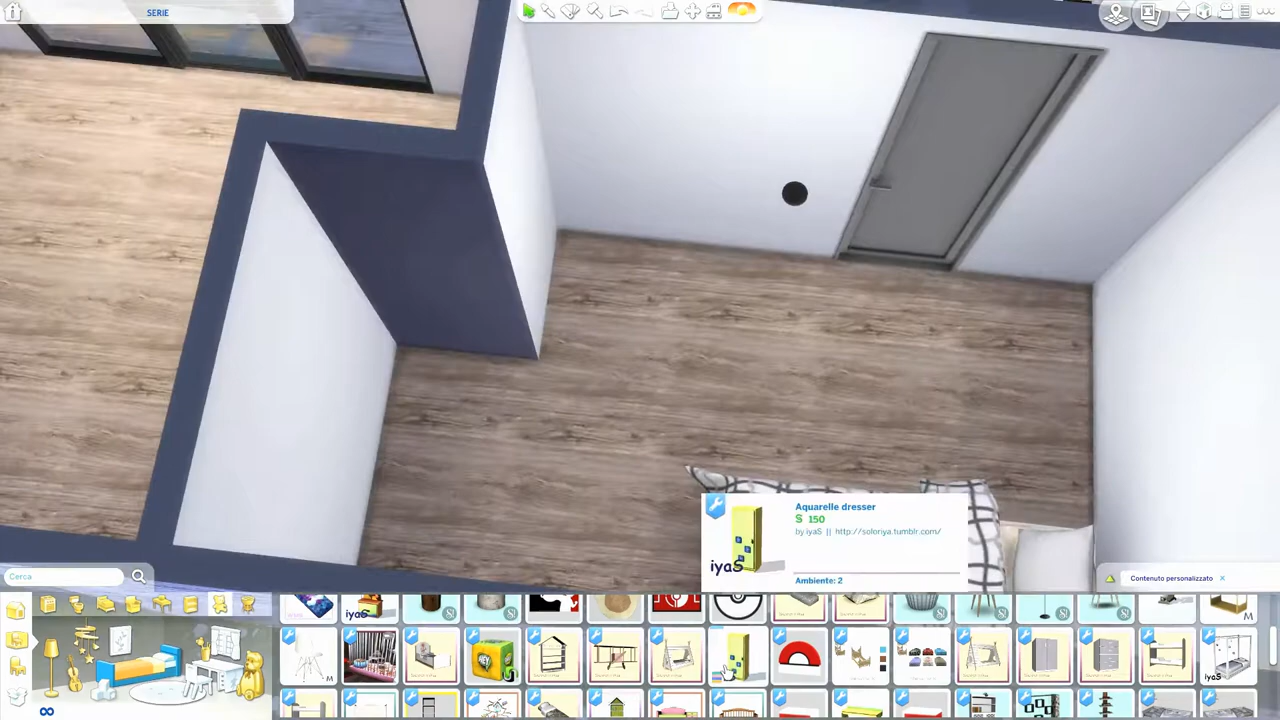 SERIE
Aquarelle dresser
§ 150
by iyaS || http://soloriya.tumblr.com/
iyaS
Ambiente: 2
Cerca
Contenuto personalizzato
iyaS
M
M
iyaS